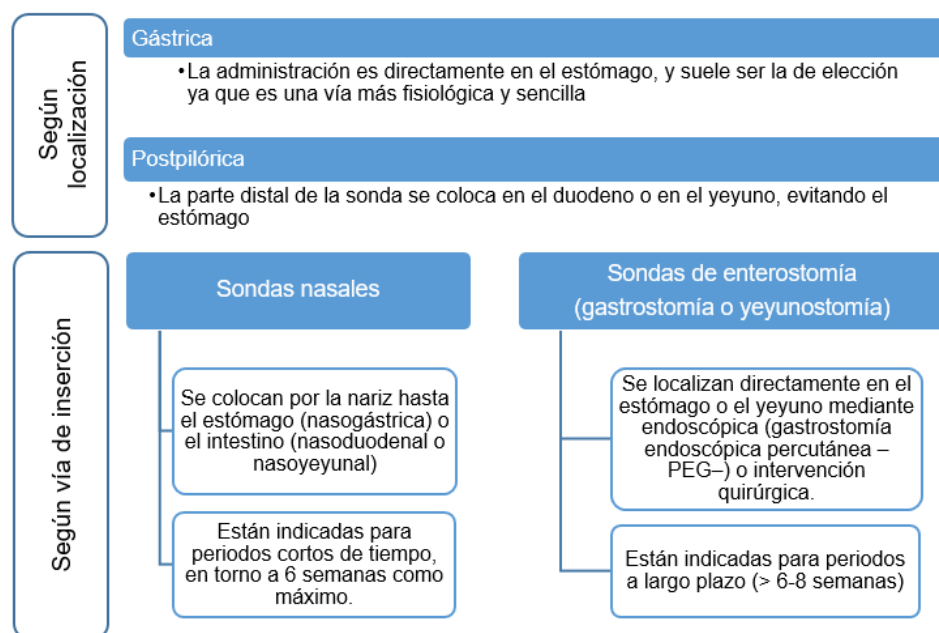 Según
localización
Gástrica
•La administración es directamente en el estómago, y suele ser la de elección
ya que es una vía más fisiológica y sencilla
Postpilórica
•La parte distal de la sonda se coloca en el duodeno o en el yeyuno, evitando el
estómago
Según vía de inserción
Sondas nasales
Se colocan por la nariz hasta
el estómago (nasogástrica) o
el intestino (nasoduodenal o
nasoyeyunal)
Están indicadas para
periodos cortos de tiempo,
en torno a 6 semanas como
máximo.
Sondas de enterostomía
(gastrostomía o yeyunostomía)
Se localizan directamente en el
estómago o el yeyuno mediante
endoscópica (gastrostomía
endoscópica percutánea –
PEG–) o intervención
quirúrgica.
Están indicadas para periodos
a largo plazo (> 6-8 semanas)